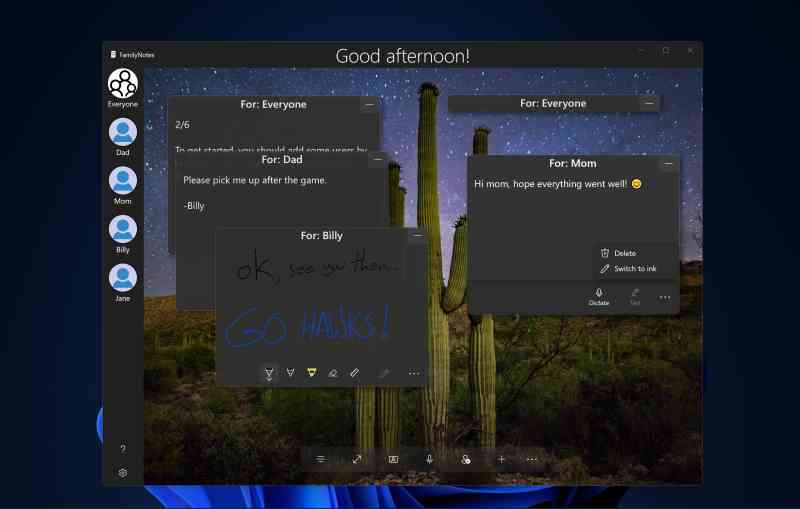 FamilyNotes
Good afternoon!
Everyone
Dad
Mom
Billy
Jane
For: Everyone
2/6
To get started, you should add some users by
For: Dad
Please pick me up after the game.
-Billy
For: Billy
OK, see you then...
GO HAWKS!
For: Everyone
For: Mom
Hi mom, hope everything went well! 😊
Delete
Switch to ink
Dictate
Text
?